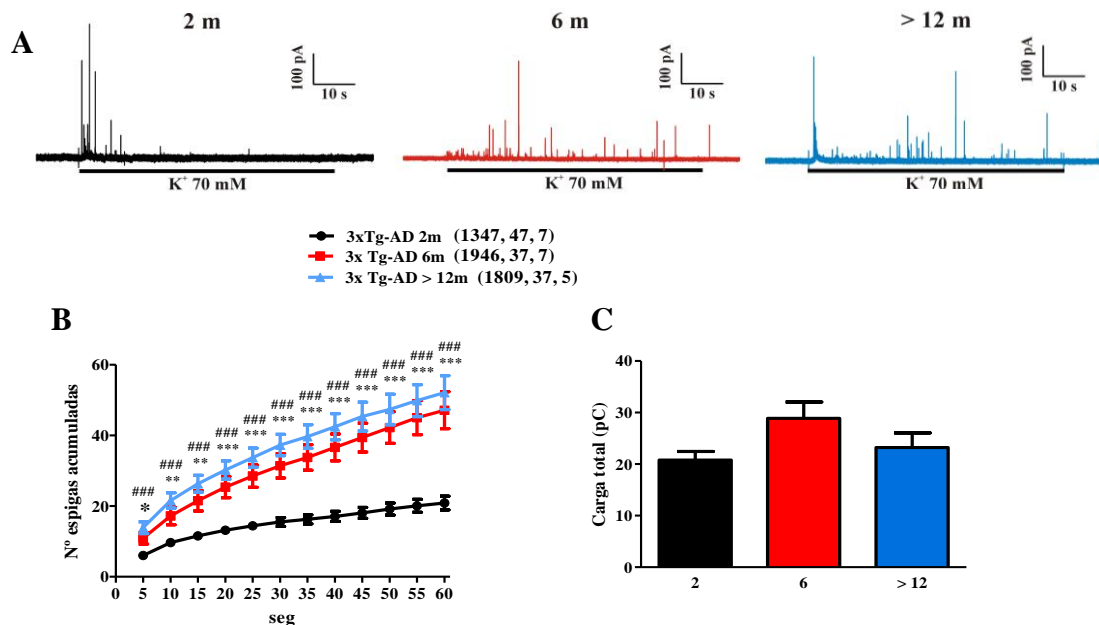 A
2 m
6 m
> 12 m
100 pA
10 s
100 pA
10 s
100 pA
10 s
K⁺ 70 mM
K⁺ 70 mM
K⁺ 70 mM
3xTg-AD 2m (1347, 47, 7)
3x Tg-AD 6m (1946, 37, 7)
3x Tg-AD > 12m (1809, 37, 5)
B
Nº espigas acumuladas
60
40
20
0
### ### ### ### ### ### ### ### ### ### ### ###
* ** ** *** *** *** *** *** *** *** *** ***
0 5 10 15 20 25 30 35 40 45 50 55 60
seg
C
Carga total (pC)
40
30
20
10
0
2 6 > 12